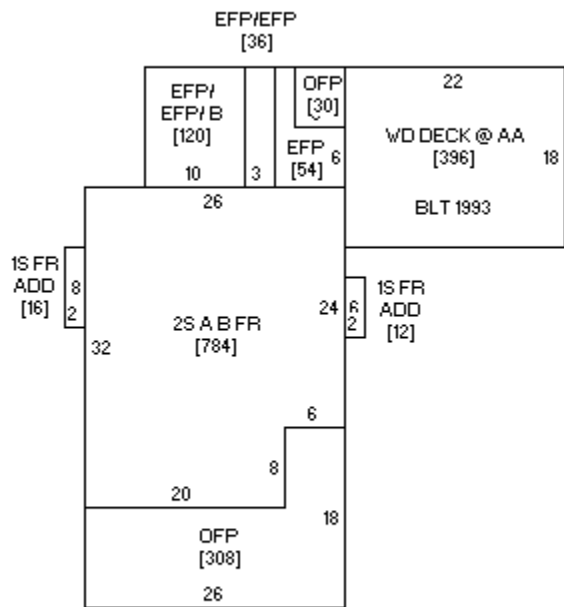 EFP/EFP
[36]
EFP/
EFP/ B
[120]
10
3
OFP
[30]
EFP
[54]
6
22
WD DECK @ AA
[396]
18
BLT 1993
26
1S FR
ADD
[16]
8
2
32
2S A B FR
[784]
24
6
2
1S FR
ADD
[12]
6
8
20
18
OFP
[308]
26